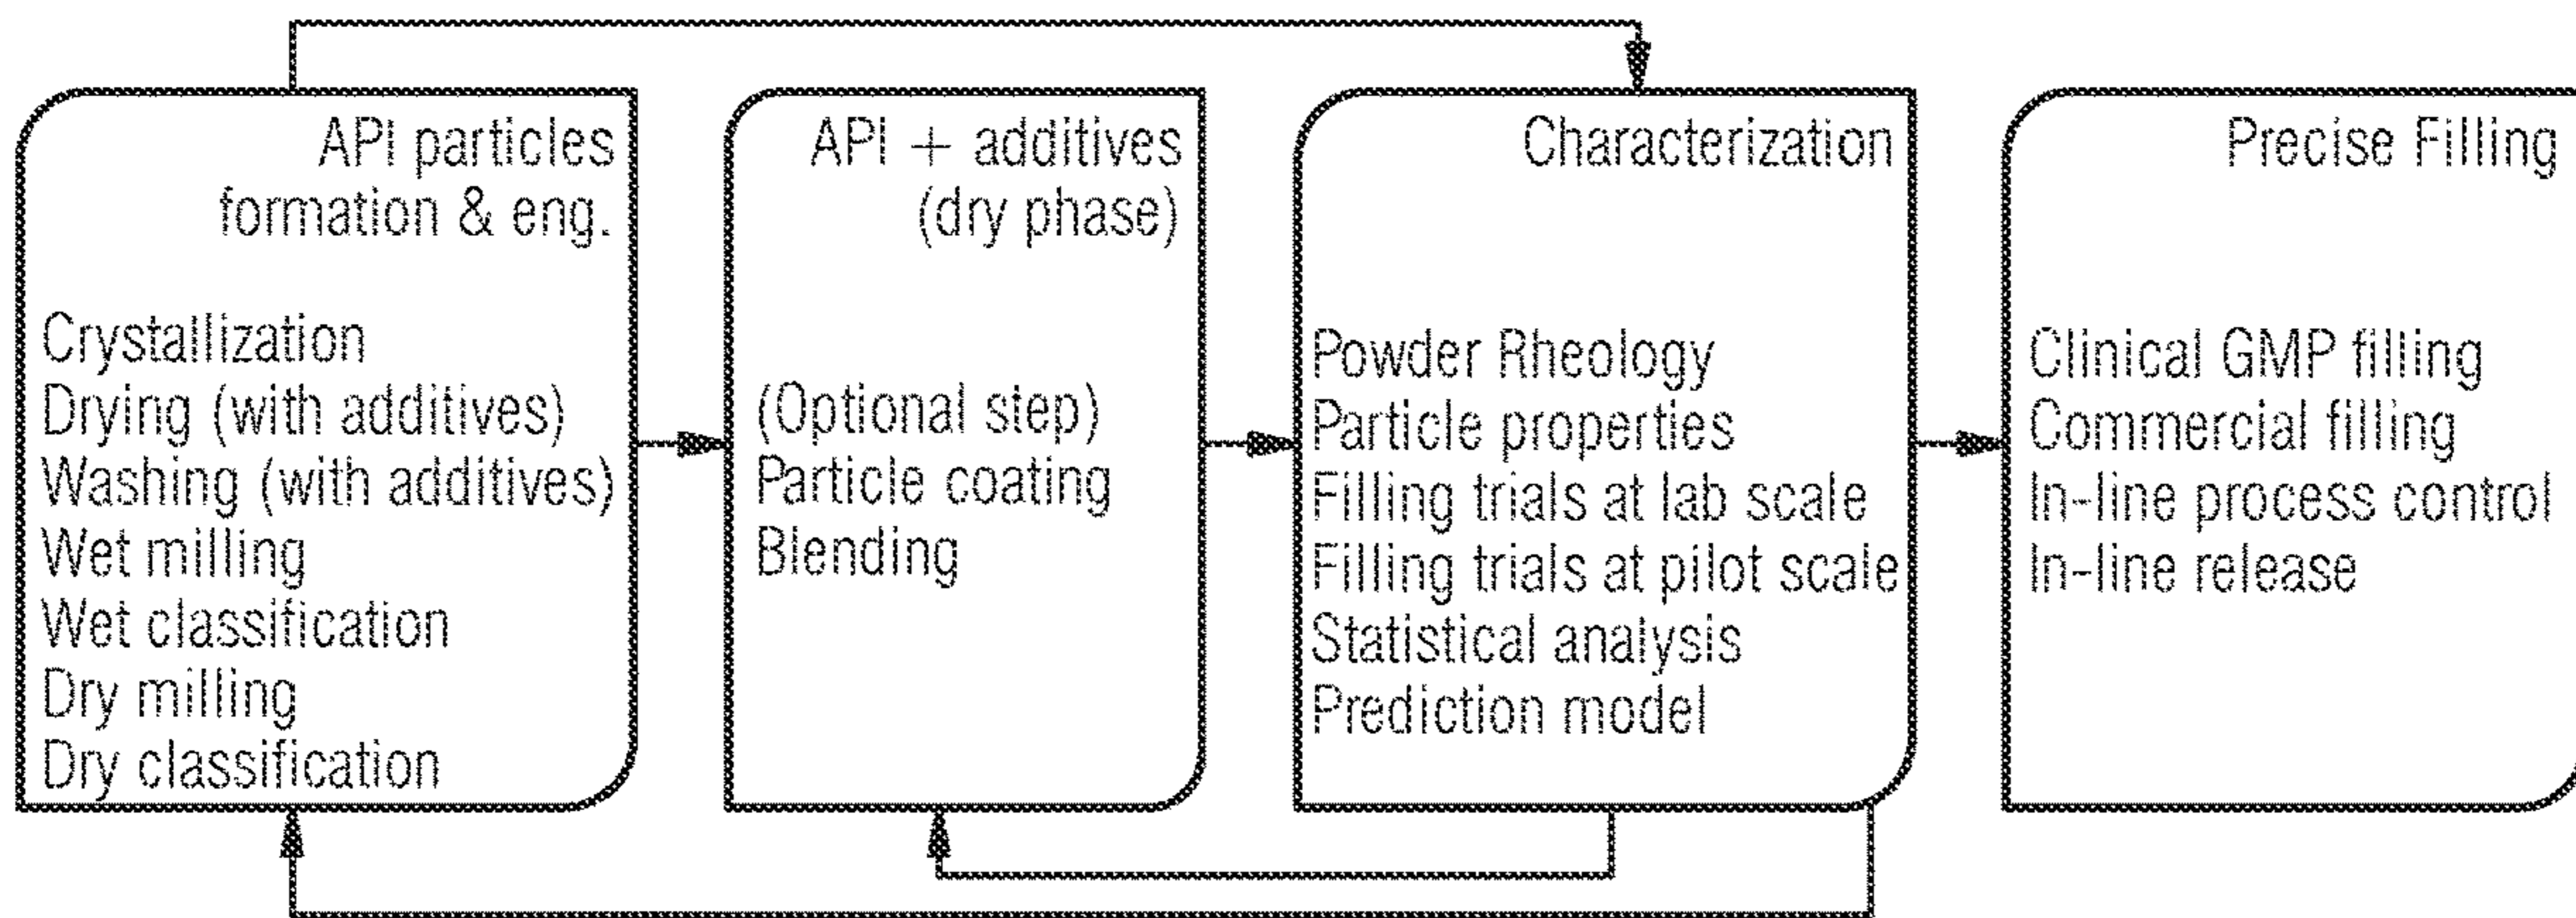 API particles
formation & eng.
Crystallization
Drying (with additives)
Washing (with additives)
Wet milling
Wet classification
Dry milling
Dry classification
API + additives
(dry phase)
(Optional step)
Particle coating
Blending
Characterization
Powder Rheology
Particle properties
Filling trials at lab scale
Filling trials at pilot scale
Statistical analysis
Prediction model
Precise Filling
Clinical GMP filling
Commercial filling
In-line process control
In-line release